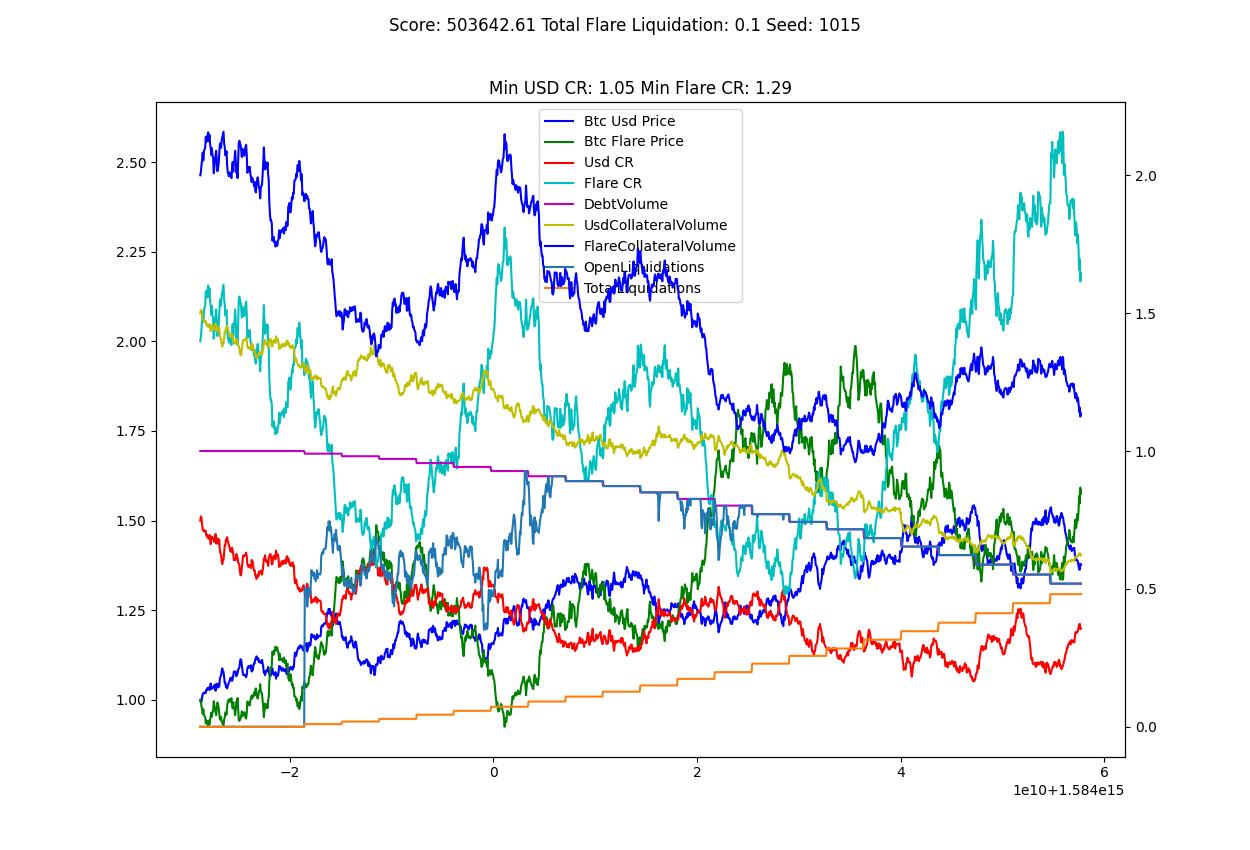 Score: 503642.61 Total Flare Liquidation: 0.1 Seed: 1015
Min USD CR: 1.05 Min Flare CR: 1.29
Btc Usd Price
Btc Flare Price
Usd CR
Flare CR
DebtVolume
UsdCollateralVolume
FlareCollateralVolume
OpenLiquidations
TotalLiquidations
2.50
2.25
2.00
1.75
1.50
1.25
1.00
2.0
1.5
1.0
0.5
0.0
−2
0
2
4
6
1e10+1.584e15